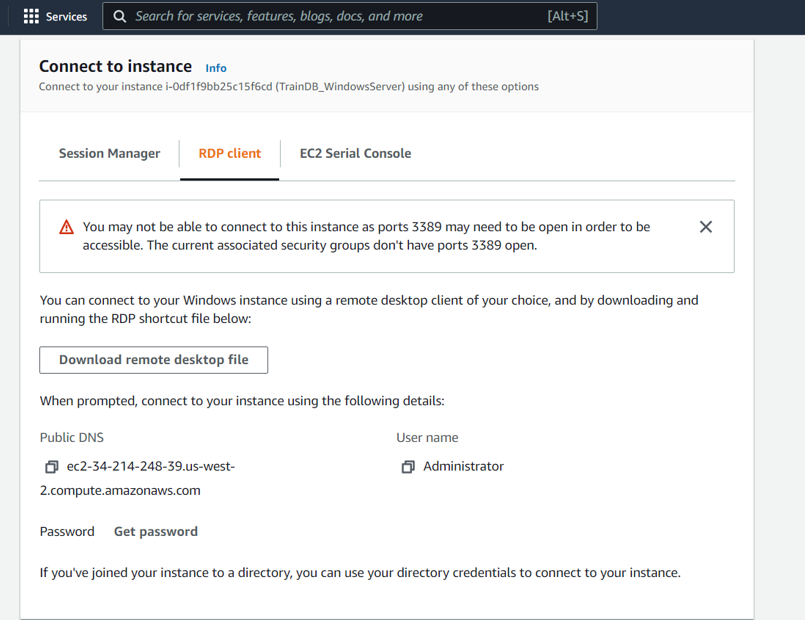 Services
Search for services, features, blogs, docs, and more [Alt+S]
Connect to instance Info
Connect to your instance i-0df1f9bb25c15f6cd (TrainDB_WindowsServer) using any of these options
Session Manager RDP client EC2 Serial Console
You may not be able to connect to this instance as ports 3389 may need to be open in order to be
accessible. The current associated security groups don't have ports 3389 open.
You can connect to your Windows instance using a remote desktop client of your choice, and by downloading and
running the RDP shortcut file below:
Download remote desktop file
When prompted, connect to your instance using the following details:
Public DNS User name
ec2-34-214-248-39.us-west- Administrator
2.compute.amazonaws.com
Password Get password
If you've joined your instance to a directory, you can use your directory credentials to connect to your instance.